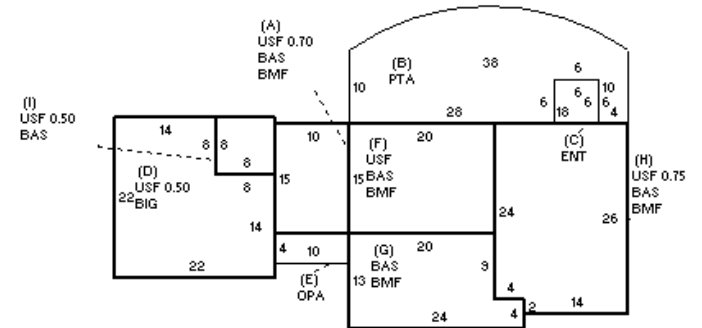 (A)
USF 0.70
BAS
BMF
(B)
PTA
38
6
10
6
10
6
6
6
28
18
4
(I)
USF 0.50
BAS
14
8
8
10
20
(F)
USF
BAS
BMF
(C)
ENT
(H)
USF 0.75
BAS
BMF
8
(D)
USF 0.50
BIG
8
15
15
22
24
26
14
4
10
20
(G)
BAS
BMF
9
22
(E)
OPA
13
4
2
14
24
4